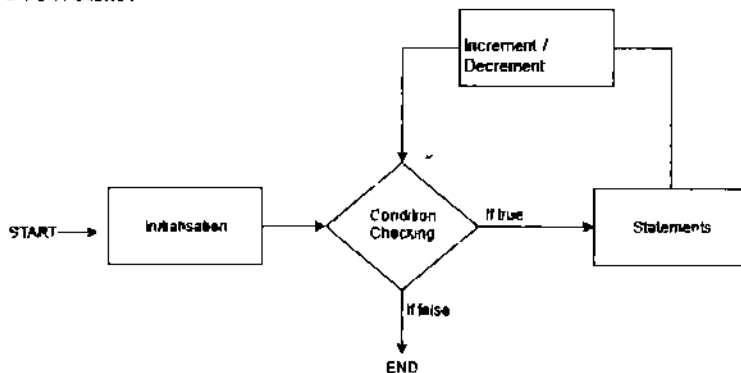 Increment /
Decrement
START
Initialisation
Condition
Checking
If true
Statements
If false
END